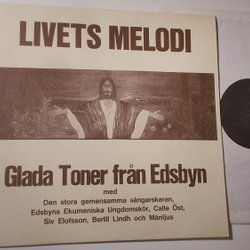 LIVETS MELODI
Glada Toner från Edsbyn
med
Den stora gemensamma sångarskaran,
Edsbyns Ekumeniska Ungdomskör, Calle Öst,
Siv Elofsson, Bertil Lindh och Måntjus